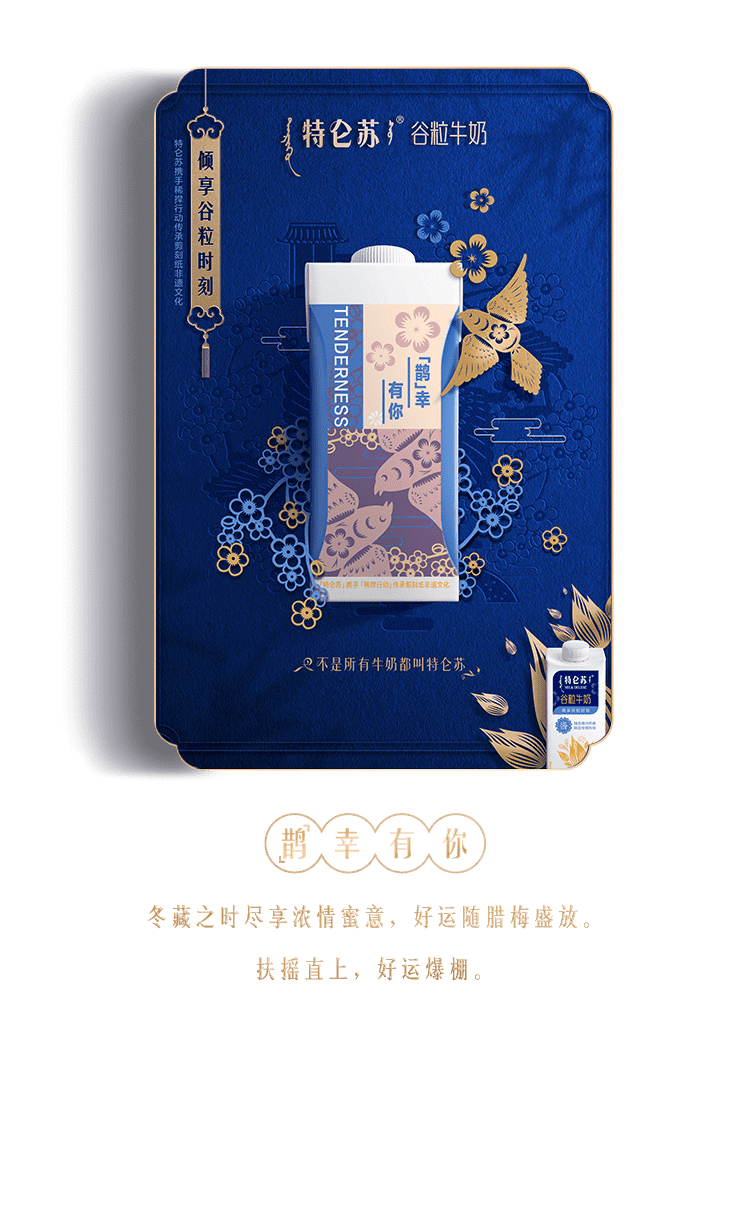 特仑苏® 谷粒牛奶
倾享谷粒时刻
特仑苏携手稀捍行动传承剪刻纸非遗文化
TENDERNESS
「鹊」幸
有你
「特仑苏」携手「稀捍行动」传承剪刻纸非遗文化
不是所有牛奶都叫特仑苏
特仑苏
MILK DELUXE
谷粒牛奶
「鹊」幸有你
冬藏之时尽享浓情蜜意，好运随腊梅盛放。
扶摇直上，好运爆棚。